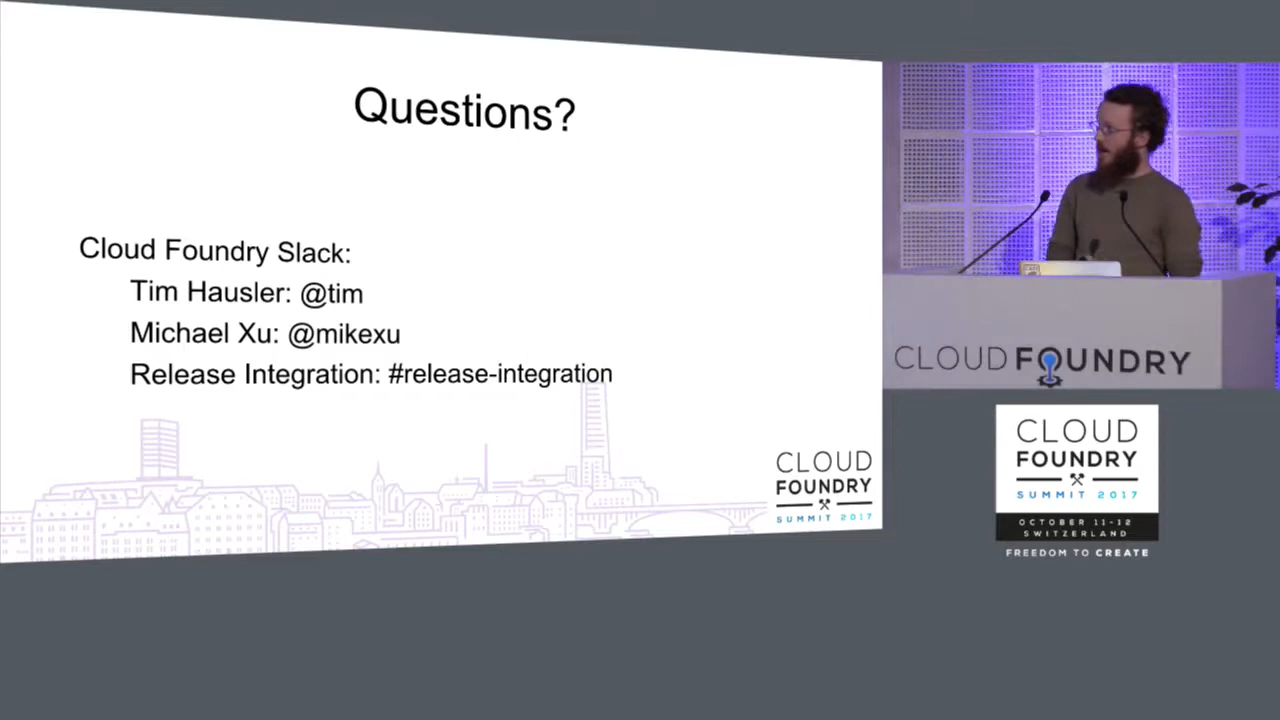 Questions?
Cloud Foundry Slack:
Tim Hausler: @tim
Michael Xu: @mikexu
Release Integration: #release-integration
CLOUD
FOUNDRY
SUMMIT 2017
CLOUD FOUNDRY
CLOUD
FOUNDRY
SUMMIT 2017
OCTOBER 11-12
SWITZERLAND
FREEDOM TO CREATE